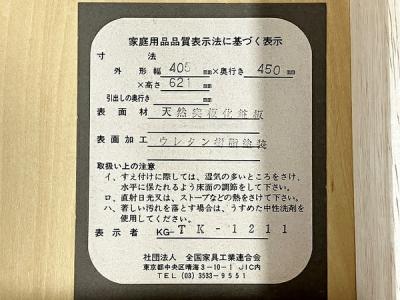 家庭用品品質表示法に基づく表示
寸法
外形幅 405 mm×奥行き 450 mm
×高さ 621 mm
引出しの奥行き mm
表面材 天然突板化粧板
表面加工 ウレタン樹脂塗装
取扱い上の注意
イ、すえ付けに際しては、湿気の多いところをさけ、
水平に保たれるよう床面の調節をして下さい。
ロ、直射日光又は、ストーブなどの熱をさけて下さい。
ハ、著しい汚れを落とす場合は、うすめた中性洗剤を
使用してください。
表示者 KG-TK-1211
社団法人 全国家具工業連合会
東京都中央区晴海3-10-1 JIC内
TEL (03) 3533-9551